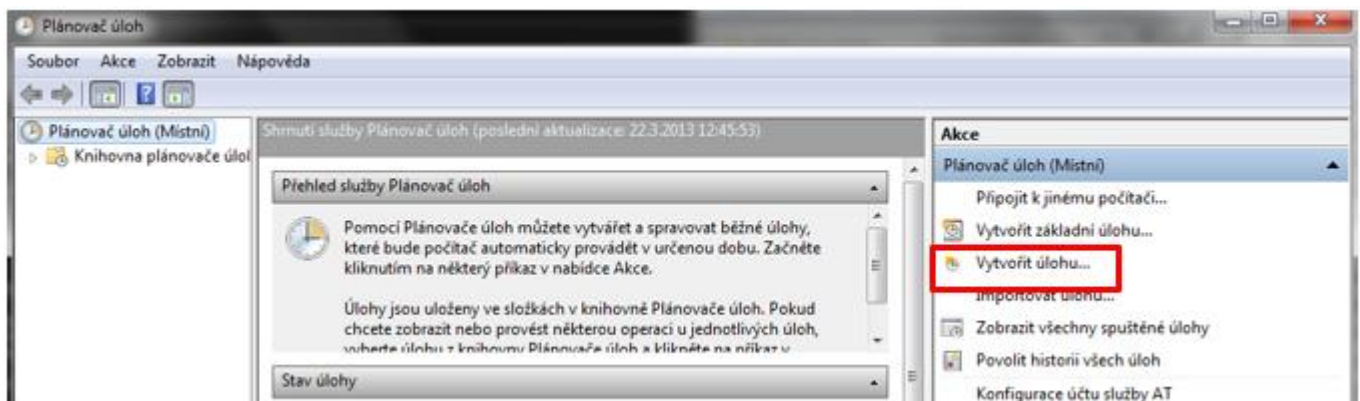 Plánovač úloh
Soubor Akce Zobrazit Nápověda
Plánovač úloh (Místní)
Knihovna plánovače úloh
Shrnutí služby Plánovač úloh (poslední aktualizace: 22.3.2013 12:45:53)
Přehled služby Plánovač úloh
Pomocí Plánovače úloh můžete vytvářet a spravovat běžné úlohy,
které bude počítač automaticky provádět v určenou dobu. Začněte
kliknutím na některý příkaz v nabídce Akce.
Úlohy jsou uloženy ve složkách v knihovně Plánovače úloh. Pokud
chcete zobrazit nebo provést některou operaci u jednotlivých úloh,
vyberte úlohu z knihovny Plánovače úloh a klikněte na příkaz v
Stav úlohy
Akce
Plánovač úloh (Místní)
Připojit k jinému počítači...
Vytvořit základní úlohu...
Vytvořit úlohu...
Importovat úlohu...
Zobrazit všechny spuštěné úlohy
Povolit historii všech úloh
Konfigurace účtu služby AT